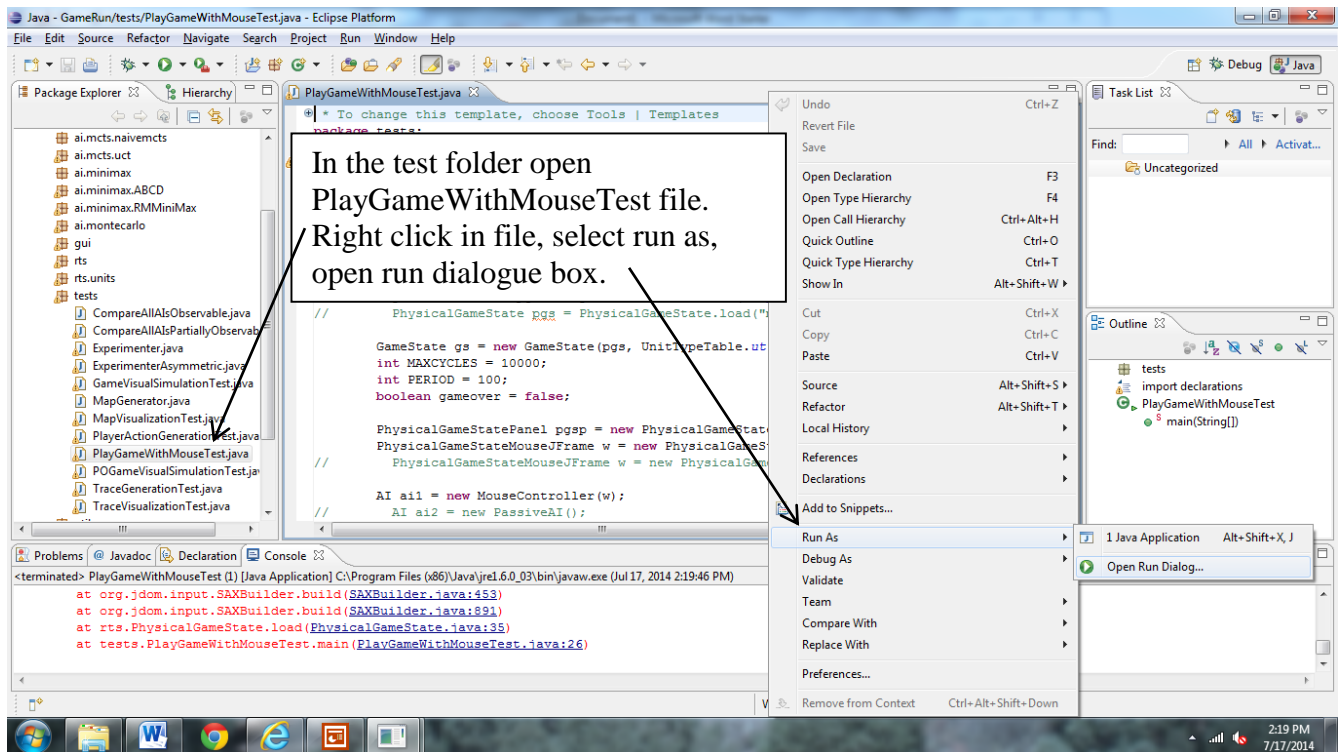 Java - GameRun/tests/PlayGameWithMouseTest.java - Eclipse Platform
File Edit Source Refactor Navigate Search Project Run Window Help
Debug Java
Package Explorer Hierarchy
ai.mcts.naivemcts
ai.mcts.uct
ai.minimax
ai.minimax.ABCD
ai.minimax.RMMiniMax
ai.montecarlo
gui
rts
rts.units
tests
CompareAllAIsObservable.java
CompareAllAIsPartiallyObservab
Experimenter.java
ExperimenterAsymmetric.java
GameVisualSimulationTest.java
MapGenerator.java
MapVisualizationTest.java
PlayerActionGenerationTest.java
PlayGameWithMouseTest.java
POGameVisualSimulationTest.ja
TraceGenerationTest.java
TraceVisualizationTest.java
PlayGameWithMouseTest.java
* To change this template, choose Tools | Templates
package tests;
In the test folder open
PlayGameWithMouseTest file.
Right click in file, select run as,
open run dialogue box.
// PhysicalGameState pgs = PhysicalGameState.load("
GameState gs = new GameState(pgs, UnitTypeTable.ut
int MAXCYCLES = 10000;
int PERIOD = 100;
boolean gameover = false;
PhysicalGameStatePanel pgsp = new PhysicalGameState
PhysicalGameStateMouseJFrame w = new PhysicalGameS
// PhysicalGameStateMouseJFrame w = new PhysicalGam
AI ai1 = new MouseController(w);
// AI ai2 = new PassiveAI();
Undo Ctrl+Z
Revert File
Save
Open Declaration F3
Open Type Hierarchy F4
Open Call Hierarchy Ctrl+Alt+H
Quick Outline Ctrl+O
Quick Type Hierarchy Ctrl+T
Show In Alt+Shift+W
Cut Ctrl+X
Copy Ctrl+C
Paste Ctrl+V
Source Alt+Shift+S
Refactor Alt+Shift+T
Local History
References
Declarations
Add to Snippets...
Run As
Debug As
Validate
Team
Compare With
Replace With
Preferences...
Remove from Context Ctrl+Alt+Shift+Down
1 Java Application Alt+Shift+X, J
Open Run Dialog...
Task List
Find: All Activat...
Uncategorized
Outline
tests
import declarations
PlayGameWithMouseTest
S main(String[])
Problems @ Javadoc Declaration Console
<terminated> PlayGameWithMouseTest (1) [Java Application] C:\Program Files (x86)\Java\jre1.6.0_03\bin\javaw.exe (Jul 17, 2014 2:19:46 PM)
at org.jdom.input.SAXBuilder.build(SAXBuilder.java:453)
at org.jdom.input.SAXBuilder.build(SAXBuilder.java:891)
at rts.PhysicalGameState.load(PhysicalGameState.java:35)
at tests.PlayGameWithMouseTest.main(PlayGameWithMouseTest.java:26)
2:19 PM
7/17/2014